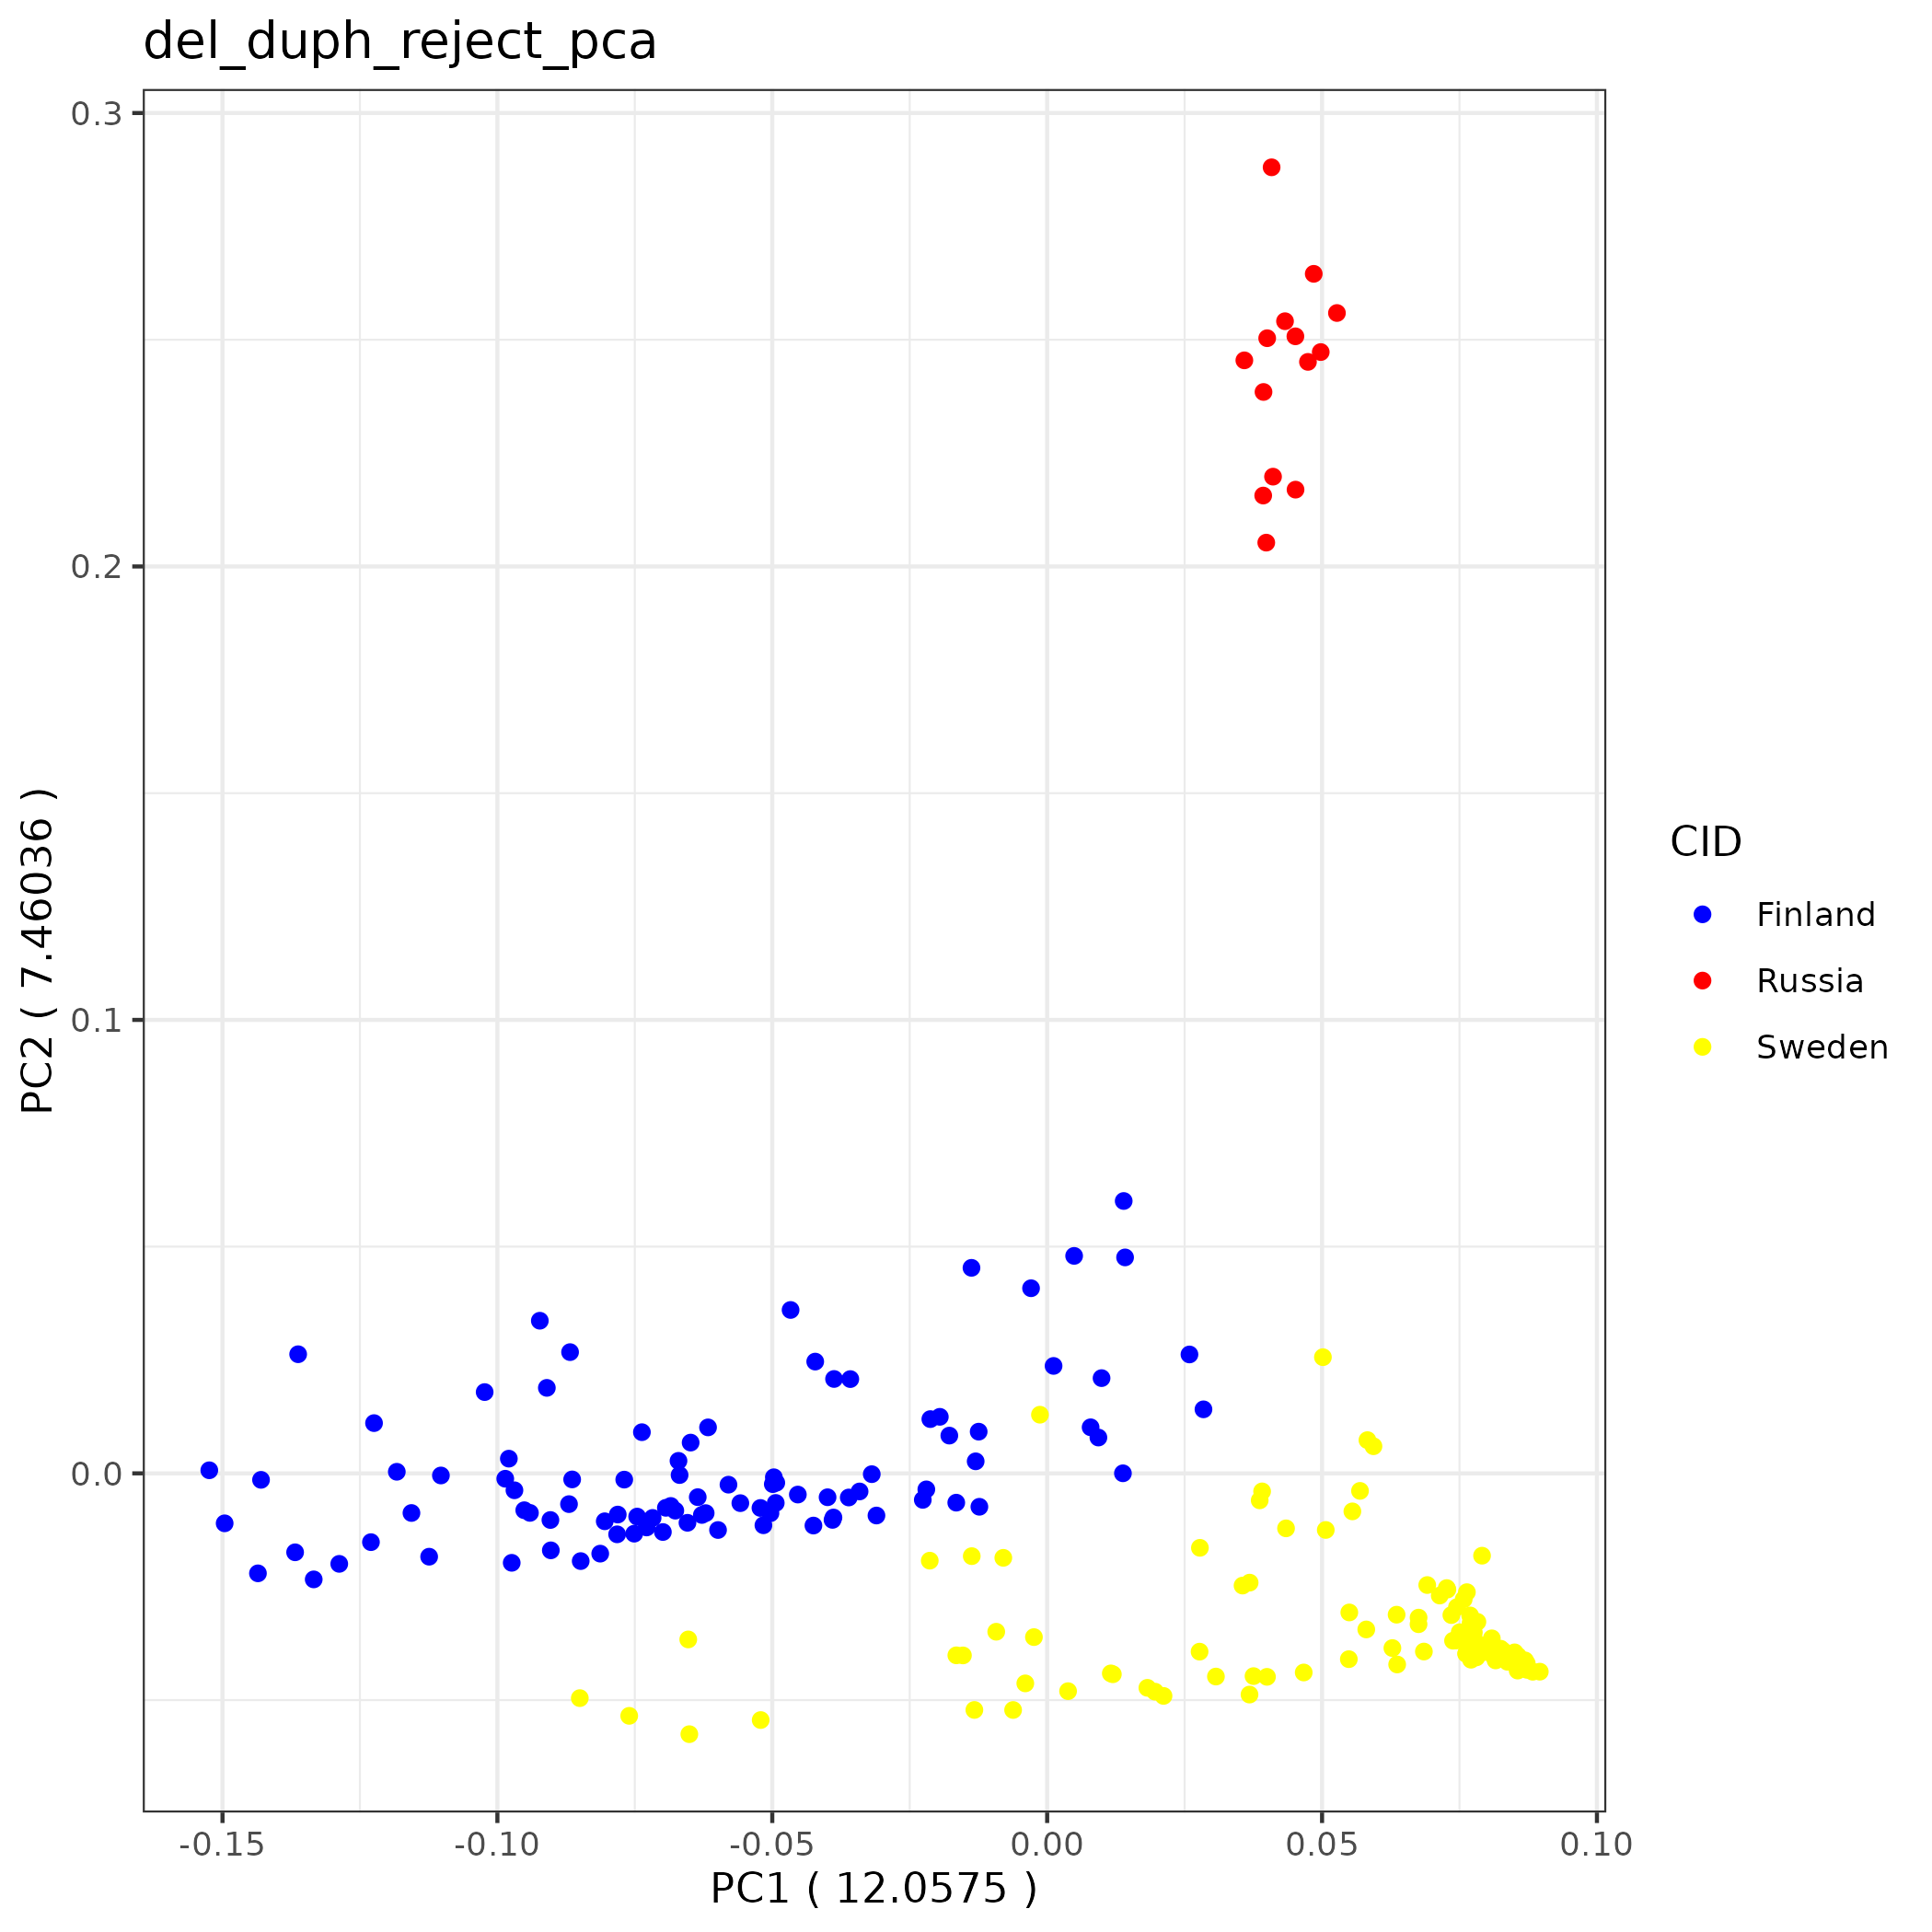 del_duph_reject_pca
0.3
0.2
0.1
0.0
PC2 ( 7.46036 )
-0.15
-0.10
-0.05
0.00
0.05
0.10
PC1 ( 12.0575 )
CID
Finland
Russia
Sweden